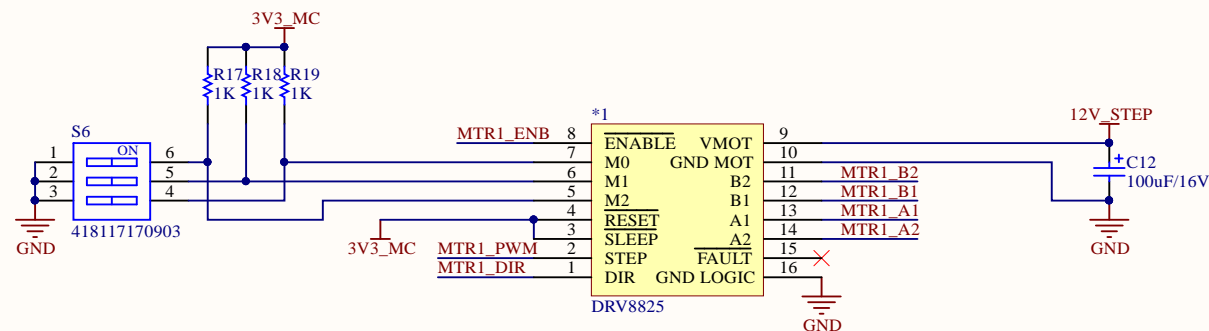 3V3_MC
R17 R18 R19
1K 1K 1K
S6
ON
1 6
2 5
3 4
GND
418117170903
*1
MTR1_ENB 8 ENABLE
7 M0
6 M1
5 M2
3V3_MC 4 RESET
3 SLEEP
MTR1_PWM 2 STEP
MTR1_DIR 1 DIR
VMOT 9
GND MOT 10
B2 11 MTR1_B2
B1 12 MTR1_B1
A1 13 MTR1_A1
A2 14 MTR1_A2
FAULT 15
GND LOGIC 16
DRV8825
GND
12V_STEP
+
C12
100uF/16V
GND